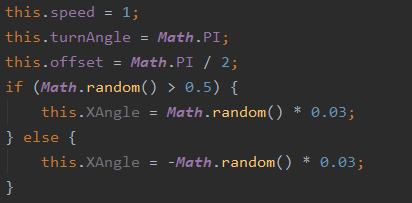 this.speed = 1;
this.turnAngle = Math.PI;
this.offset = Math.PI / 2;
if (Math.random() > 0.5) {
    this.XAngle = Math.random() * 0.03;
} else {
    this.XAngle = -Math.random() * 0.03;
}